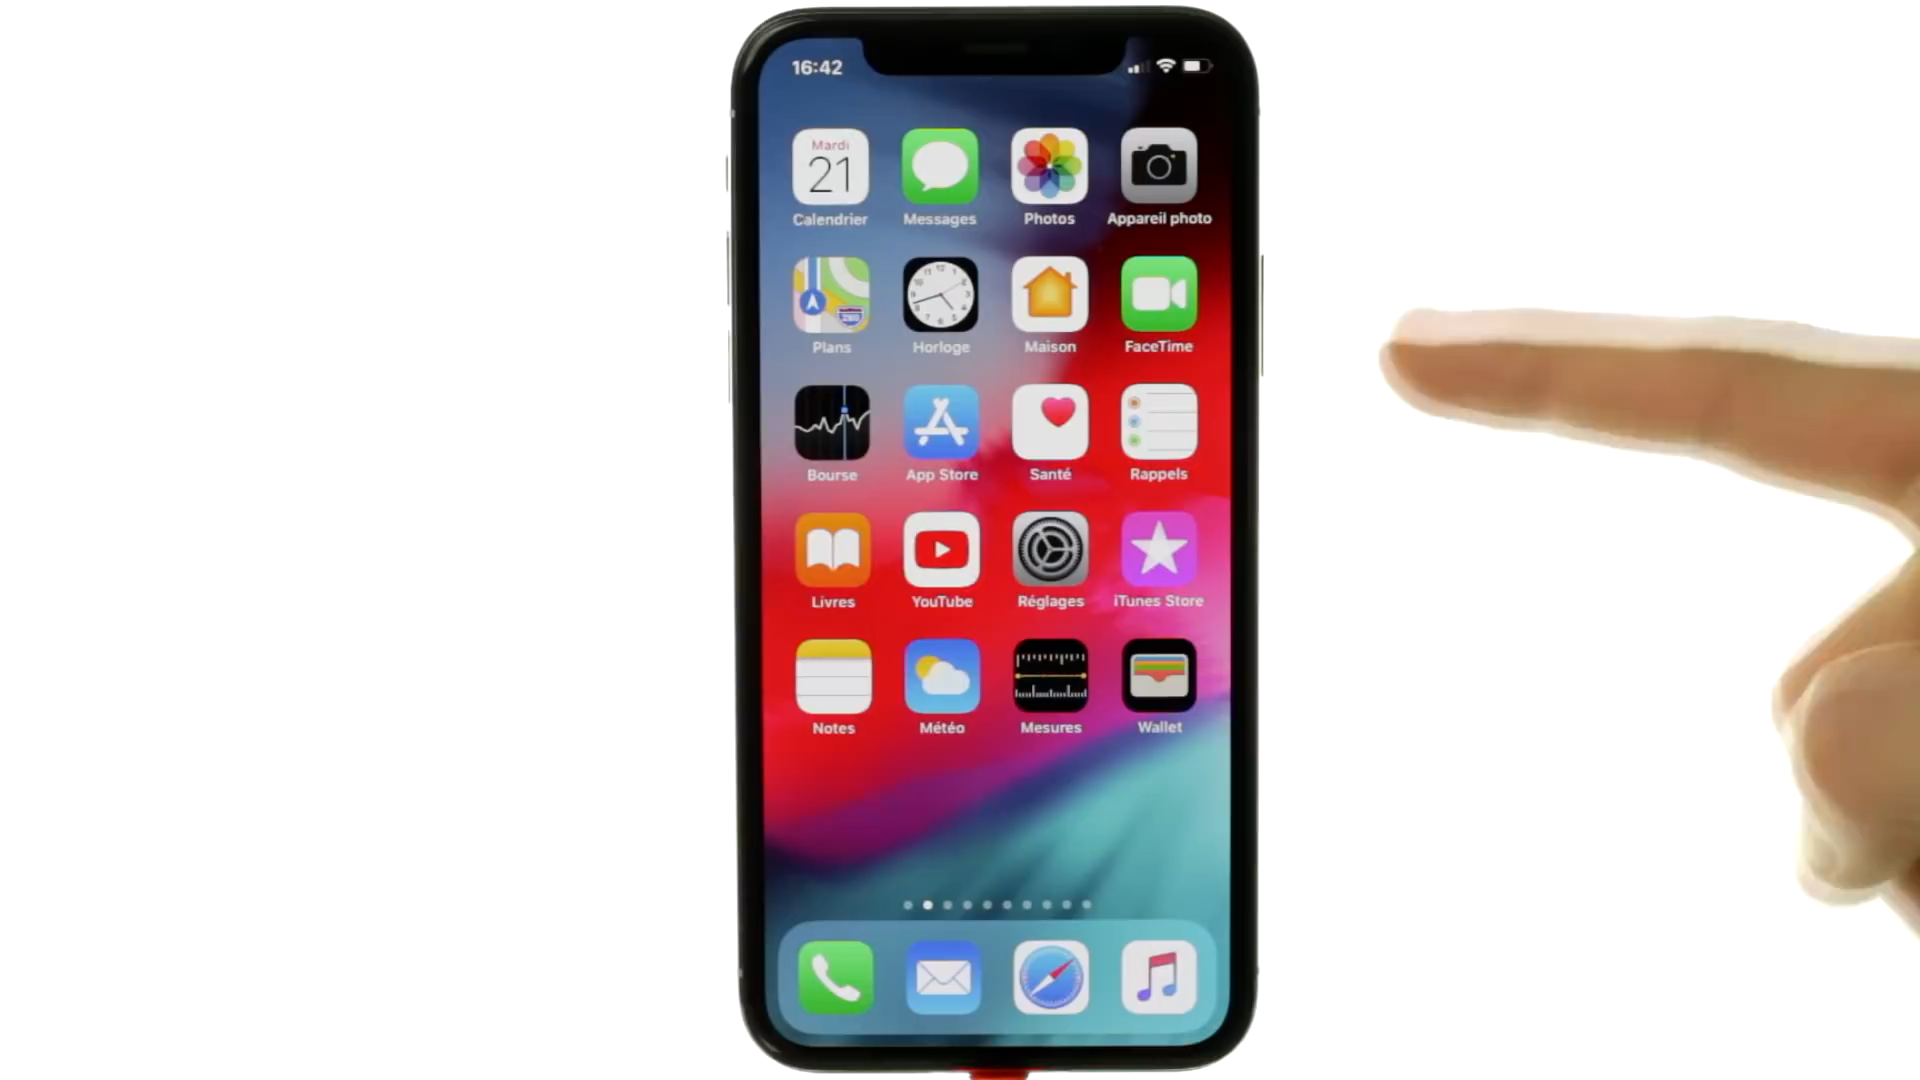 16:42
Mardi
21
Calendrier Messages Photos Appareil photo
Plans Horloge Maison FaceTime
Bourse App Store Santé Rappels
Livres YouTube Réglages iTunes Store
Notes Météo Mesures Wallet